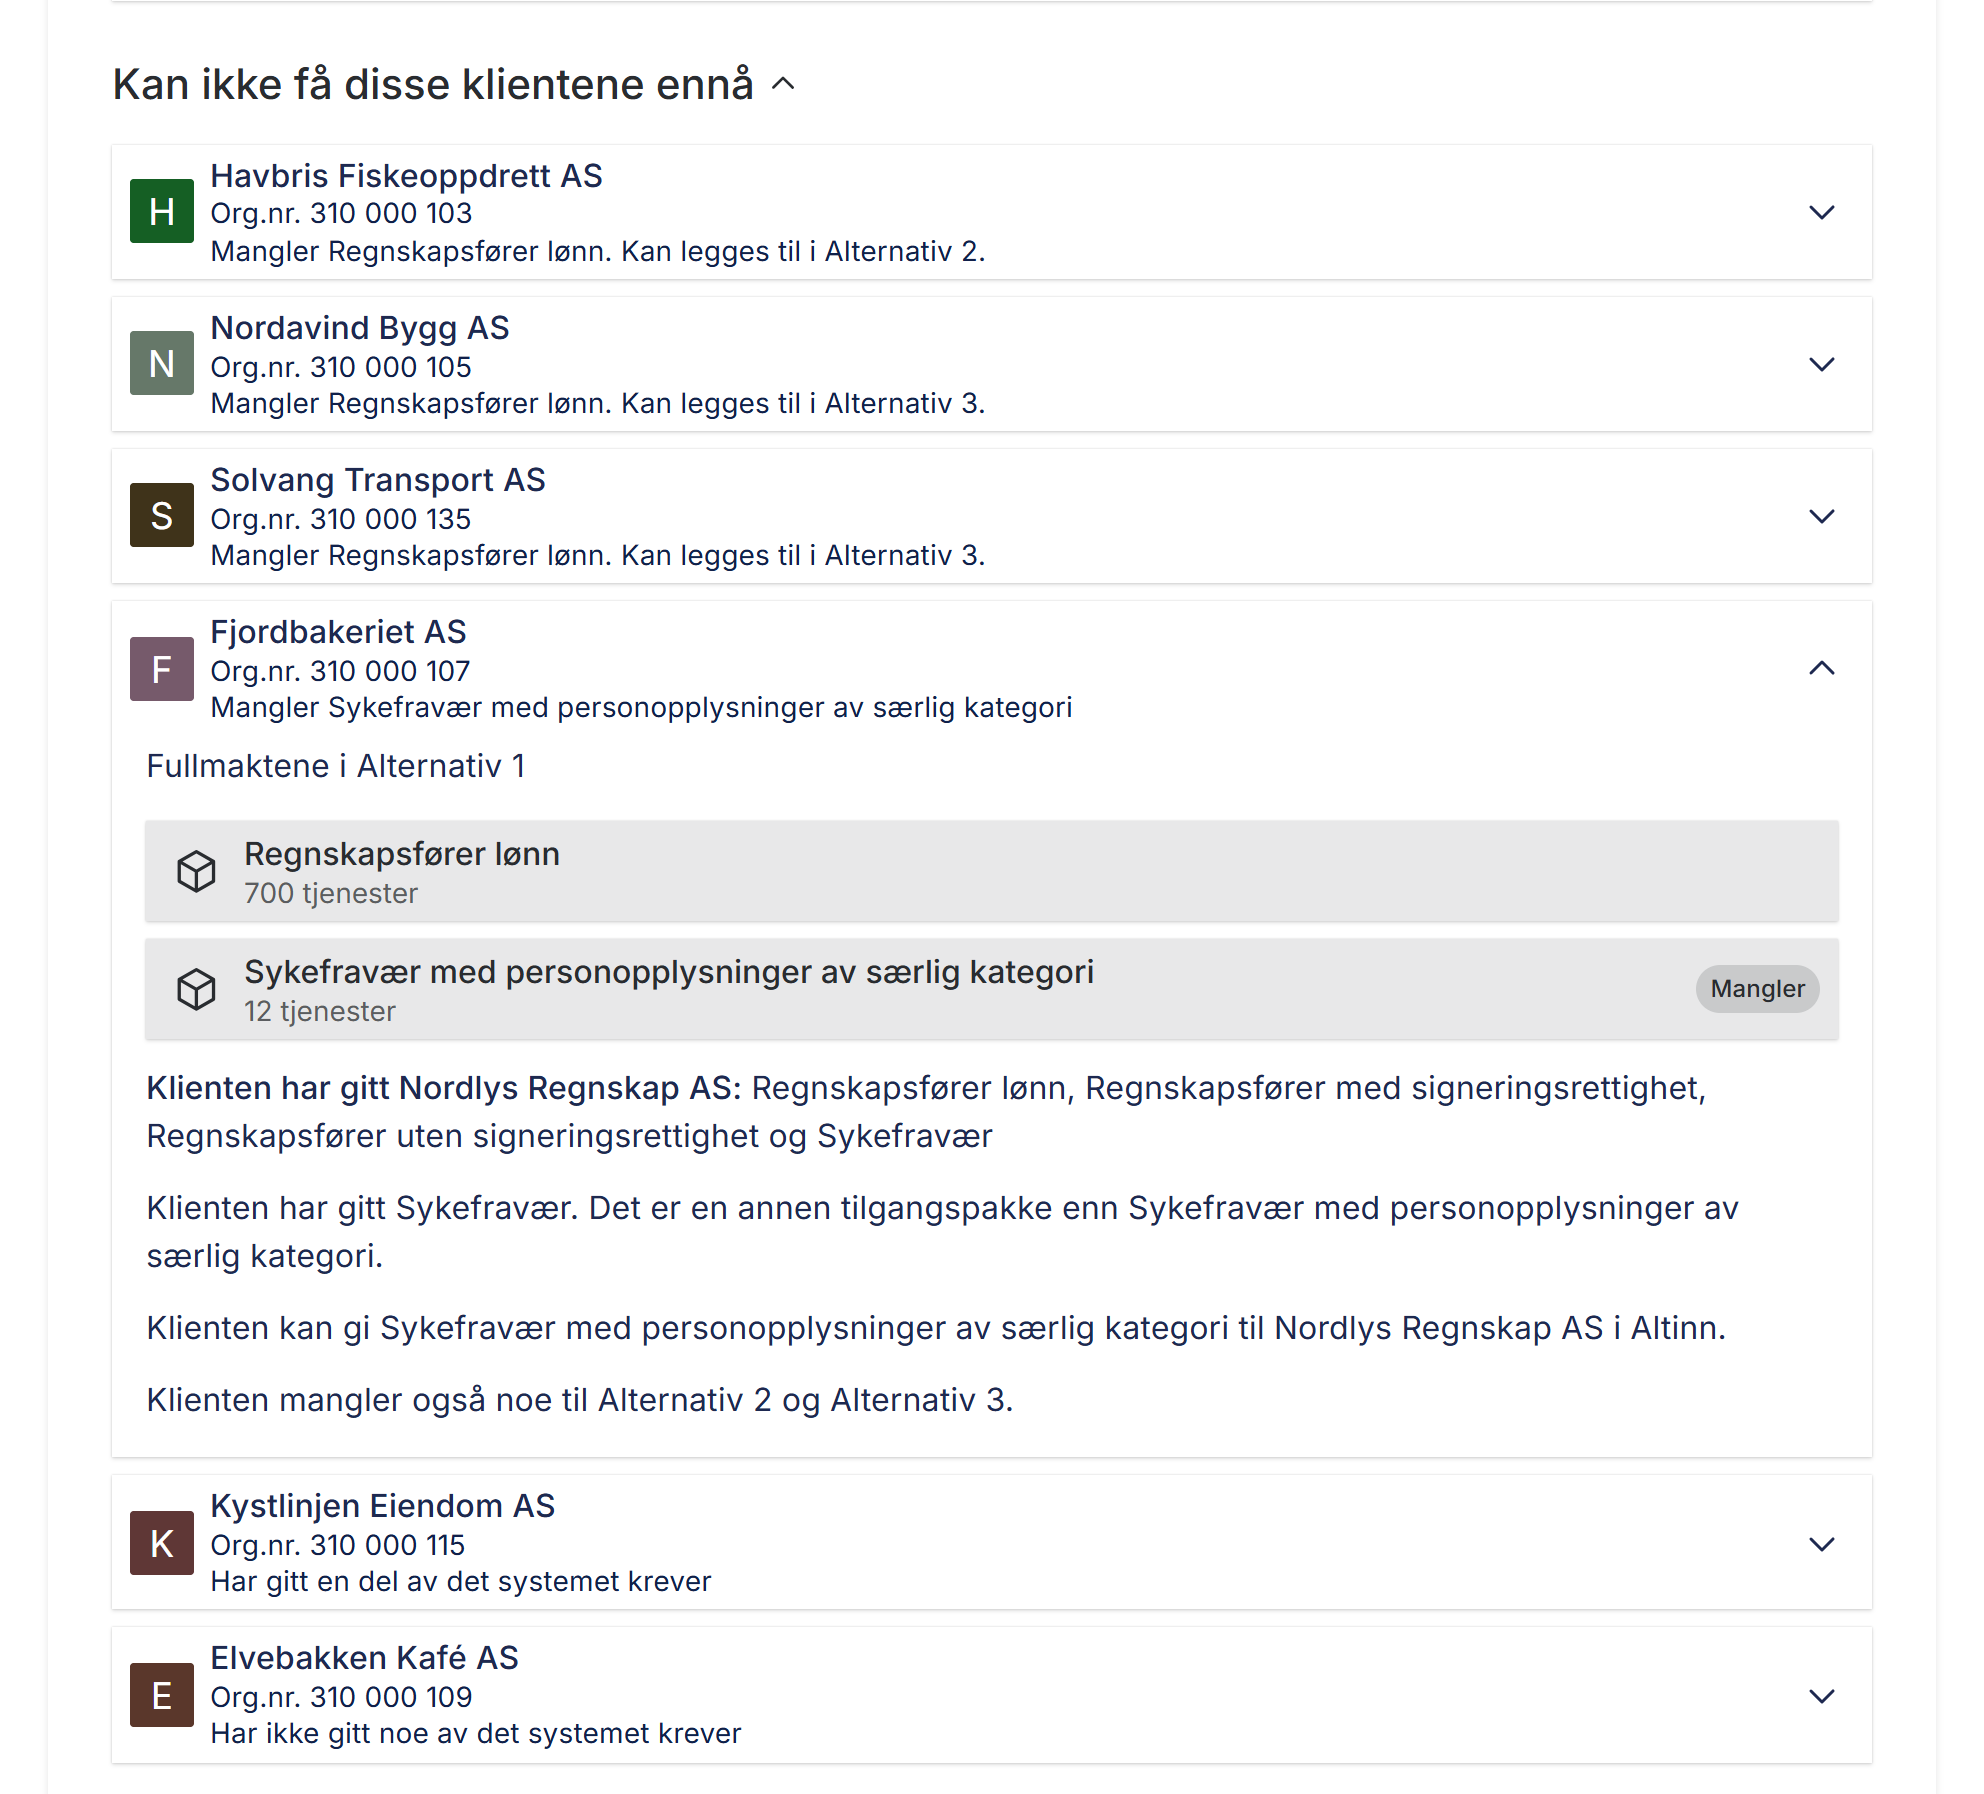 Kan ikke få disse klientene ennå
H
Havbris Fiskeoppdrett AS
Org.nr. 310 000 103
Mangler Regnskapsfører lønn. Kan legges til i Alternativ 2.
N
Nordavind Bygg AS
Org.nr. 310 000 105
Mangler Regnskapsfører lønn. Kan legges til i Alternativ 3.
S
Solvang Transport AS
Org.nr. 310 000 135
Mangler Regnskapsfører lønn. Kan legges til i Alternativ 3.
F
Fjordbakeriet AS
Org.nr. 310 000 107
Mangler Sykefravær med personopplysninger av særlig kategori
Fullmaktene i Alternativ 1
Regnskapsfører lønn
700 tjenester
Sykefravær med personopplysninger av særlig kategori
12 tjenester
Mangler
Klienten har gitt Nordlys Regnskap AS: Regnskapsfører lønn, Regnskapsfører med signeringsrettighet,
Regnskapsfører uten signeringsrettighet og Sykefravær
Klienten har gitt Sykefravær. Det er en annen tilgangspakke enn Sykefravær med personopplysninger av
særlig kategori.
Klienten kan gi Sykefravær med personopplysninger av særlig kategori til Nordlys Regnskap AS i Altinn.
Klienten mangler også noe til Alternativ 2 og Alternativ 3.
K
Kystlinjen Eiendom AS
Org.nr. 310 000 115
Har gitt en del av det systemet krever
E
Elvebakken Kafé AS
Org.nr. 310 000 109
Har ikke gitt noe av det systemet krever